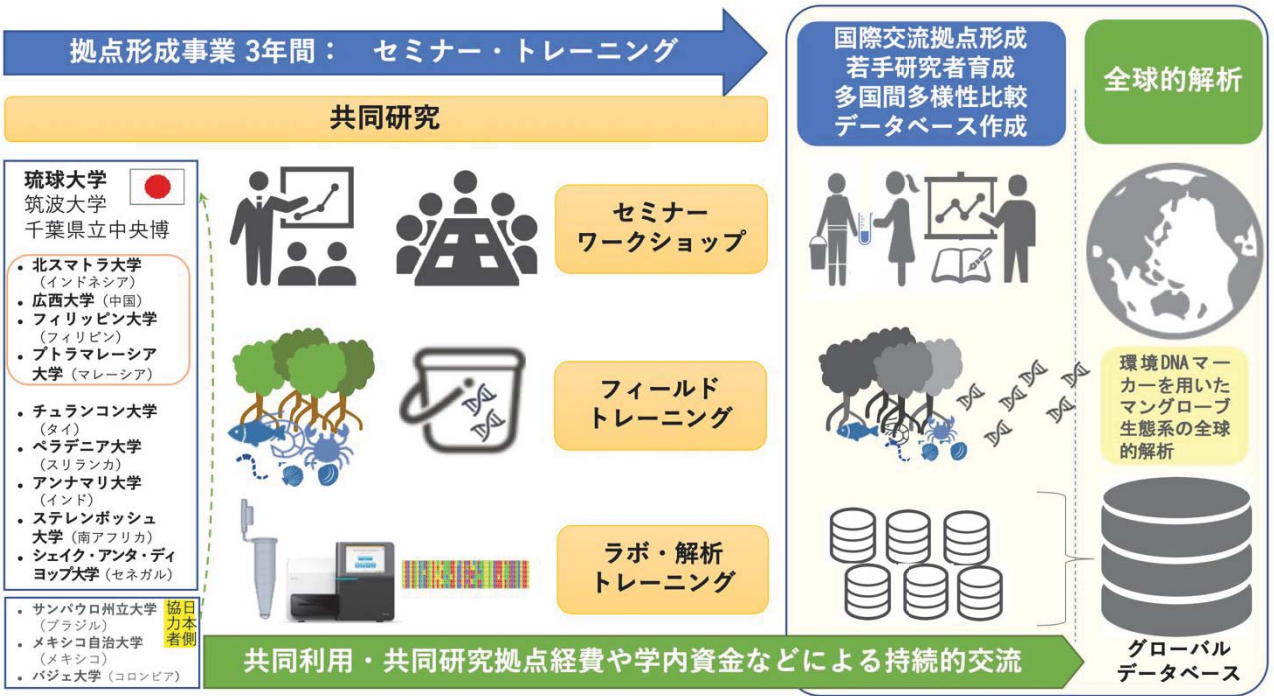 拠点形成事業 3年間： セミナー・トレーニング
共同研究
国際交流拠点形成
若手研究者育成
多国間多様性比較
データベース作成
全球的解析
琉球大学
筑波大学
千葉県立中央博
• 北スマトラ大学
（インドネシア）
• 広西大学（中国）
• フィリッピン大学
（フィリピン）
• プトラマレーシア
大学（マレーシア）
• チュランコン大学
（タイ）
• ペラデニア大学
（スリランカ）
• アンナマリ大学
（インド）
• ステレンボッシュ
大学（南アフリカ）
• シェイク・アンタ・ディ
ヨップ大学（セネガル）
• サンパウロ州立大学
（ブラジル）
• メキシコ自治大学
（メキシコ）
• バジェ大学（コロンビア）
日本側
協力者
セミナー
ワークショップ
フィールド
トレーニング
ラボ・解析
トレーニング
環境DNAマー
カーを用いた
マングローブ
生態系の全球
的解析
グローバル
データベース
共同利用・共同研究拠点経費や学内資金などによる持続的交流